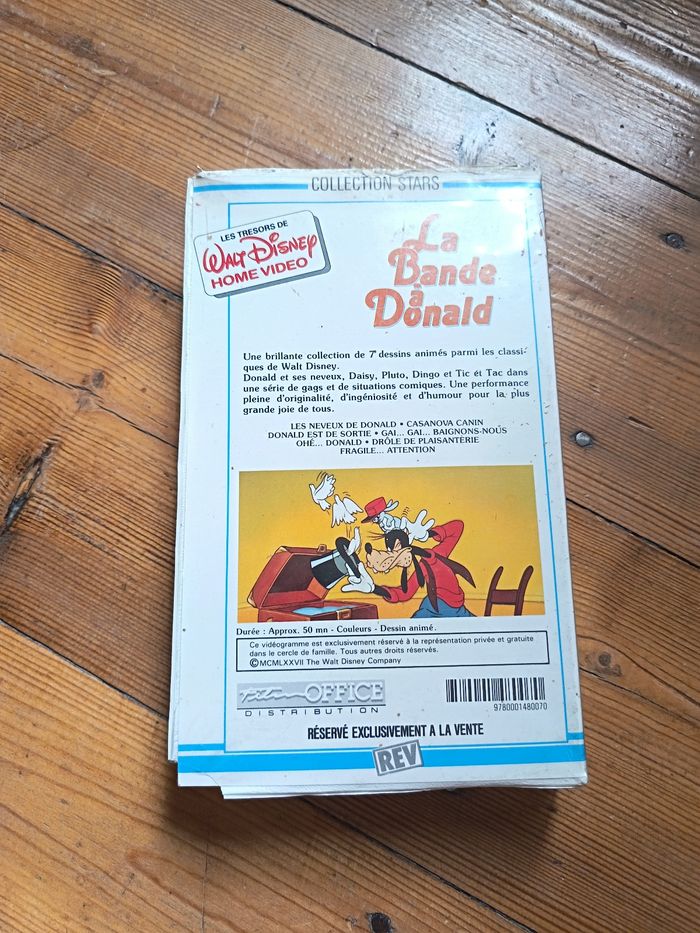 COLLECTION STARS
LES TRESORS DE
WALT DISNEY
HOME VIDEO
La
Bande
à
Donald
Une brillante collection de 7 dessins animés parmi les classi-
ques de Walt Disney.
Donald et ses neveux, Daisy, Pluto, Dingo et Tic et Tac dans
une série de gags et de situations comiques. Une performance
pleine d'originalité, d'ingéniosité et d'humour pour la plus
grande joie de tous.
LES NEVEUX DE DONALD • CASANOVA CANIN
DONALD EST DE SORTIE • GAI... GAI... BAIGNONS-NOUS
OHÉ... DONALD • DRÔLE DE PLAISANTERIE
FRAGILE... ATTENTION
Durée : Approx. 50 mn - Couleurs - Dessin animé.
Ce vidéogramme est exclusivement réservé à la représentation privée et gratuite
dans le cercle de famille. Tous autres droits réservés.
©MCMLXXVII The Walt Disney Company
Film OFFICE
DISTRIBUTION
9780001480070
RÉSERVÉ EXCLUSIVEMENT A LA VENTE
REV